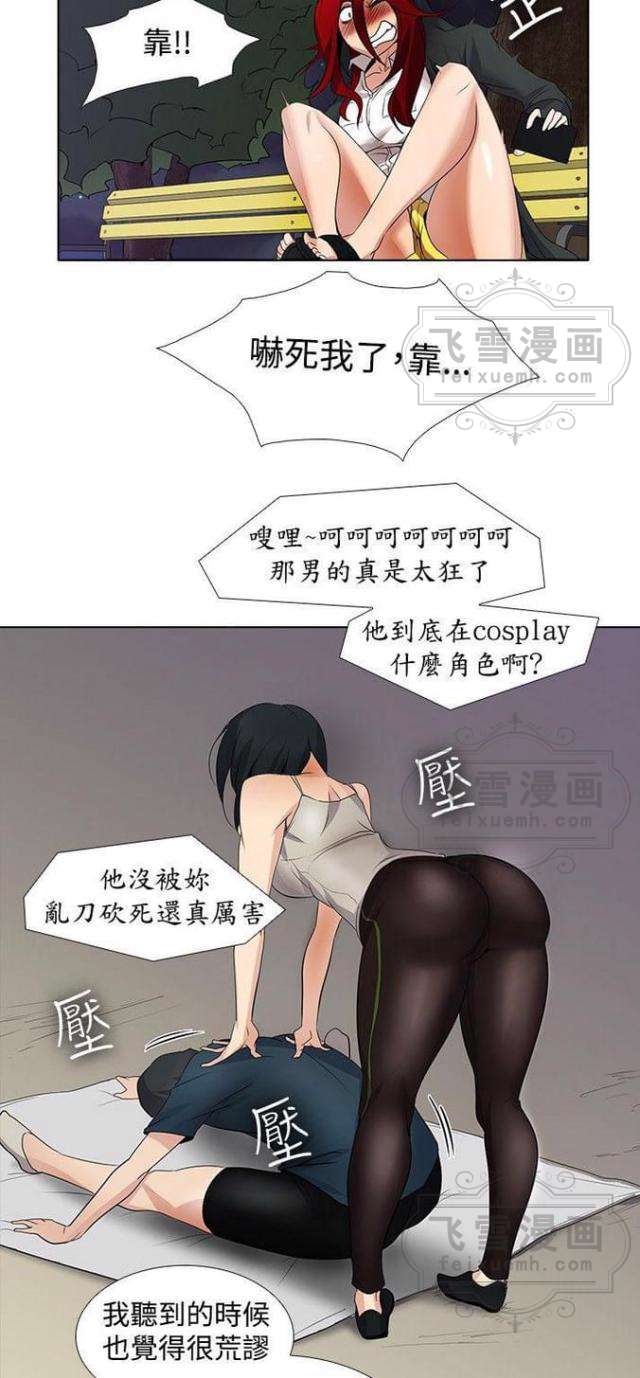 靠!!
正
嚇死我了，靠...
飞雪漫画
feixuemh.com
嗖哩~呵呵呵呵呵呵呵
那男的真是太狂了
他到底在cosplay
什麼角色啊?
壓
飞雪漫画
feixuemh.com
他沒被妳
亂刀砍死還真厲害
壓
壓
飞雪漫画
feixuemh.com
我聽到的時候
也覺得很荒謬